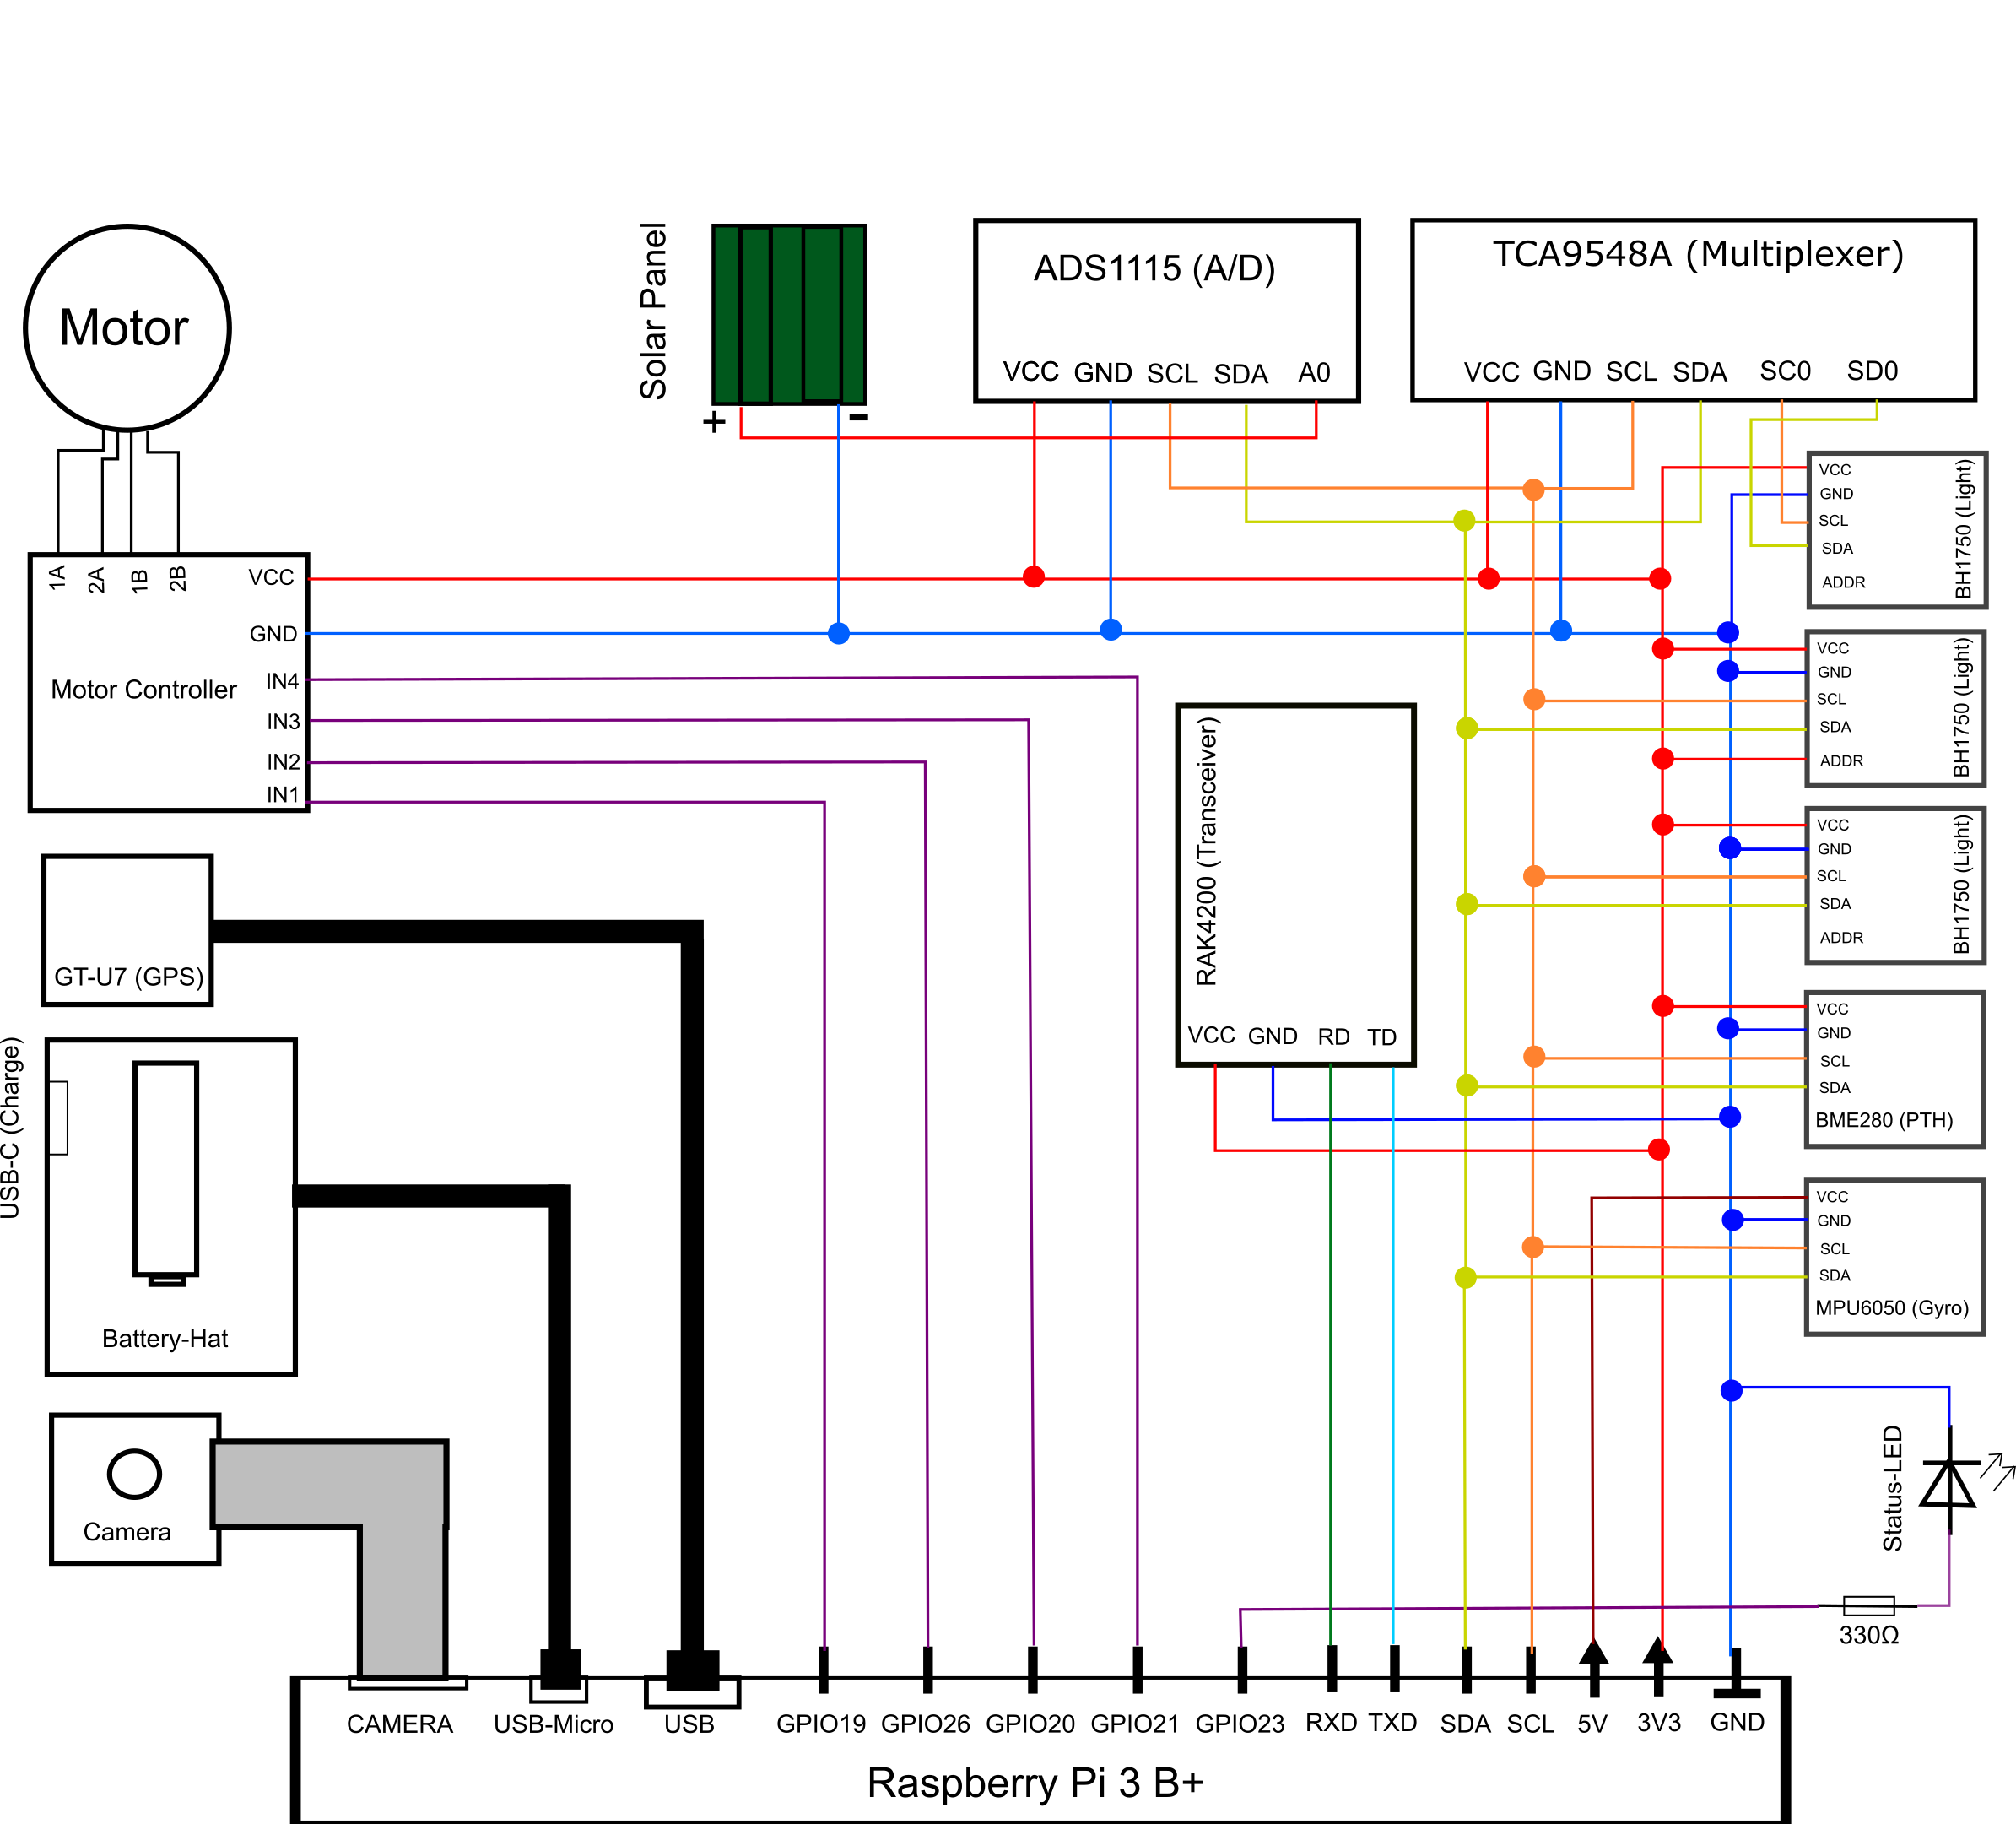 Motor
1A
2A
1B
2B
VCC
GND
IN4
IN3
IN2
IN1
Motor Controller
Solar Panel
+
-
ADS1115 (A/D)
VCC GND SCL SDA A0
TCA9548A (Multiplexer)
VCC GND SCL SDA SC0 SD0
VCC
GND
SCL
SDA
ADDR
BH1750 (Light)
VCC
GND
SCL
SDA
ADDR
BH1750 (Light)
VCC
GND
SCL
SDA
ADDR
BH1750 (Light)
VCC
GND
SCL
SDA
BME280 (PTH)
VCC
GND
SCL
SDA
MPU6050 (Gyro)
RAK4200 (Transceiver)
VCC GND RD TD
GT-U7 (GPS)
USB-C (Charge)
Battery-Hat
Camera
Status-LED
330Ω
CAMERA USB-Micro USB GPIO19 GPIO26 GPIO20 GPIO21 GPIO23 RXD TXD SDA SCL 5V 3V3 GND
Raspberry Pi 3 B+